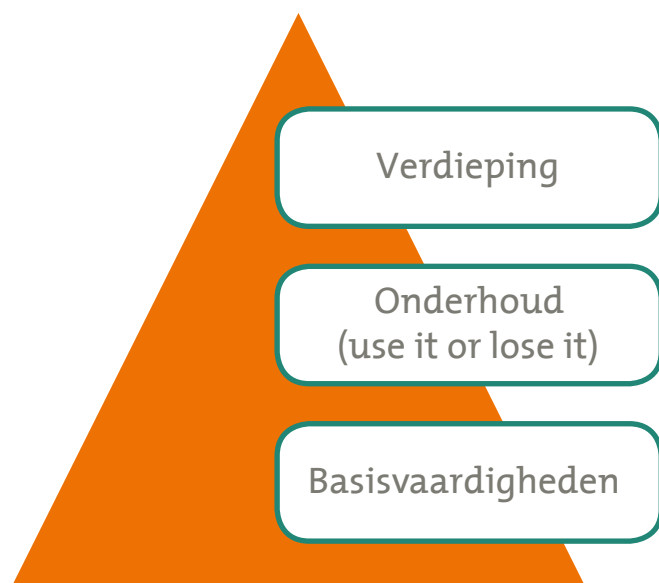 Verdieping
Onderhoud
(use it or lose it)
Basisvaardigheden